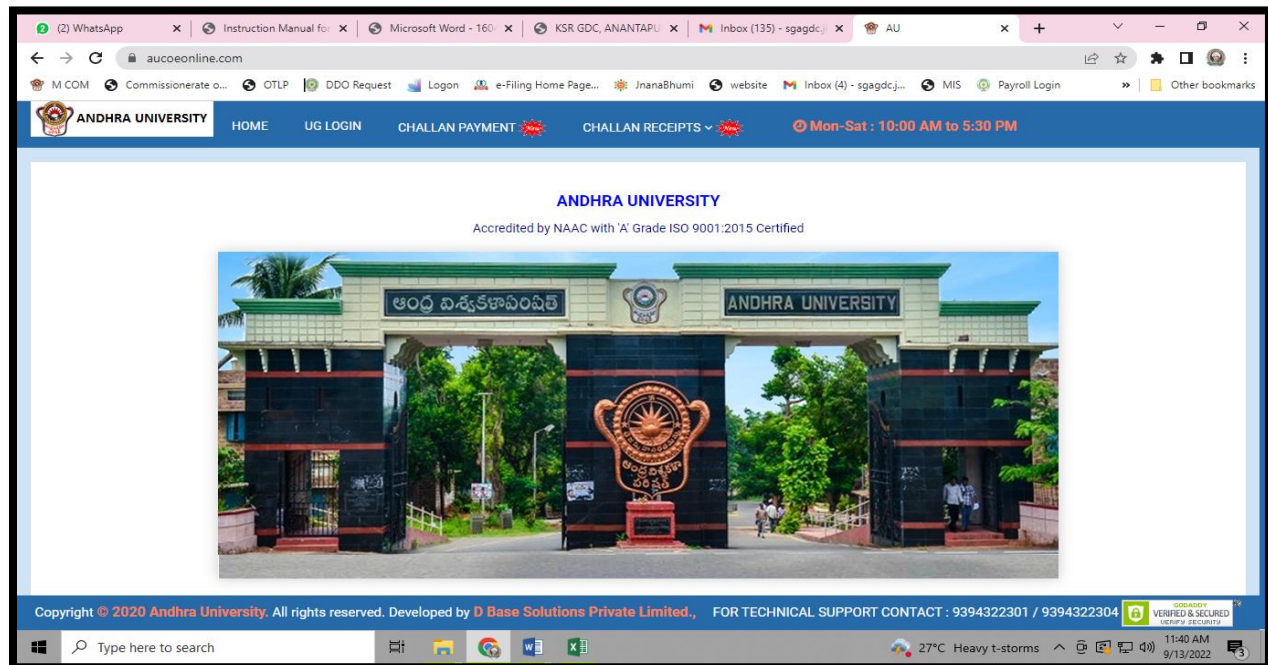 (2) WhatsApp
Instruction Manual for
Microsoft Word - 160
KSR GDC, ANANTAPU
Inbox (135) - sgagdc.j
AU
aucoeonline.com
M COM
Commissionerate o...
OTLP
DDO Request
Logon
e-Filing Home Page...
JnanaBhumi
website
Inbox (4) - sgagdc.j...
MIS
Payroll Login
»
Other bookmarks
ANDHRA UNIVERSITY
HOME
UG LOGIN
CHALLAN PAYMENT New
CHALLAN RECEIPTS New
Mon-Sat : 10:00 AM to 5:30 PM
ANDHRA UNIVERSITY
Accredited by NAAC with 'A' Grade ISO 9001:2015 Certified
ఆంధ్ర విశ్వకళాపరిషత్
ANDHRA UNIVERSITY
ఆంధ్ర విశ్వకళా
పరిషత్
Copyright © 2020 Andhra University. All rights reserved. Developed by D Base Solutions Private Limited., FOR TECHNICAL SUPPORT CONTACT : 9394322301 / 9394322304
GODADDY
VERIFIED & SECURED
VERIFY SECURITY
Type here to search
27°C Heavy t-storms
11:40 AM
9/13/2022
3